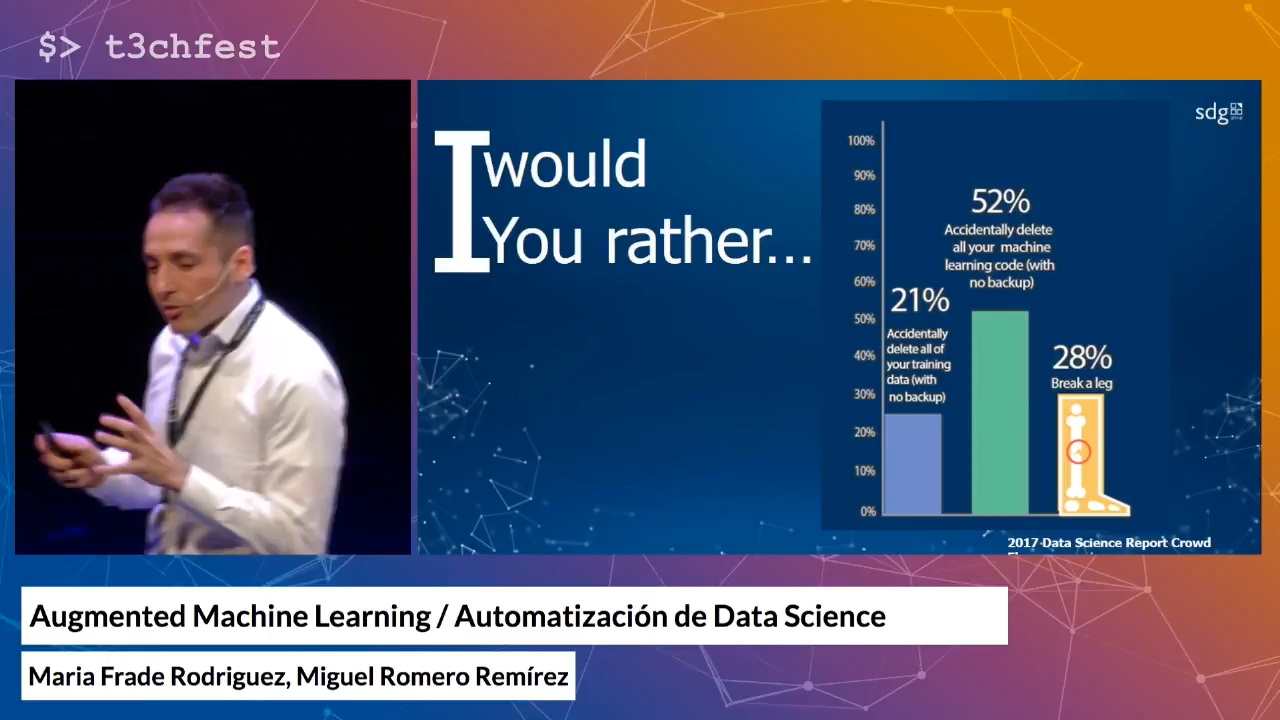 $> t3chfest
I would
You rather...
sdg
group
100%
90%
80%
70%
60%
50%
40%
30%
20%
10%
0%
21%
Accidentally
delete all of
your training
data (with
no backup)
52%
Accidentally delete
all your machine
learning code (with
no backup)
28%
Break a leg
2017 Data Science Report Crowd
Augmented Machine Learning / Automatización de Data Science
Maria Frade Rodriguez, Miguel Romero Remírez